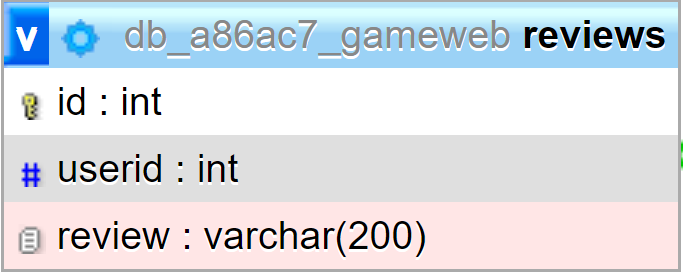 v db_a86ac7_gameweb reviews
id : int
# userid : int
review : varchar(200)